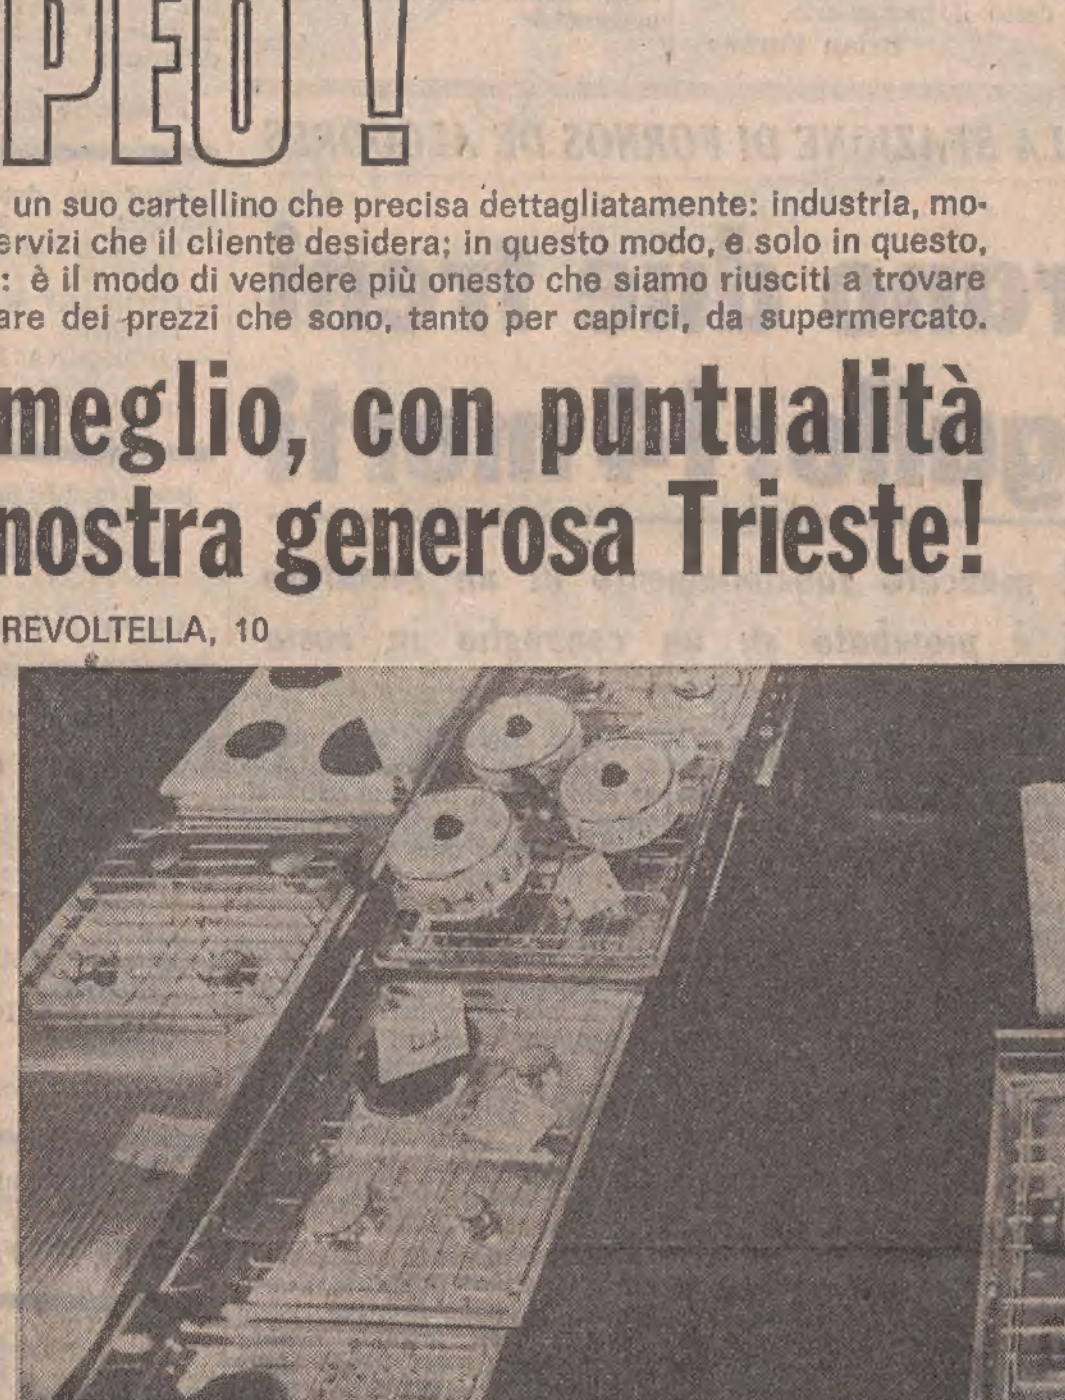 PEO!
un suo cartellino che precisa dettagliatamente: industria, mo-
ervizi che il cliente desidera; in questo modo, e solo in questo,
: è il modo di vendere più onesto che siamo riusciti a trovare
are dei prezzi che sono, tanto per capirci, da supermercato.
meglio, con puntualità
nostra generosa Trieste!
REVOLTELLA, 10